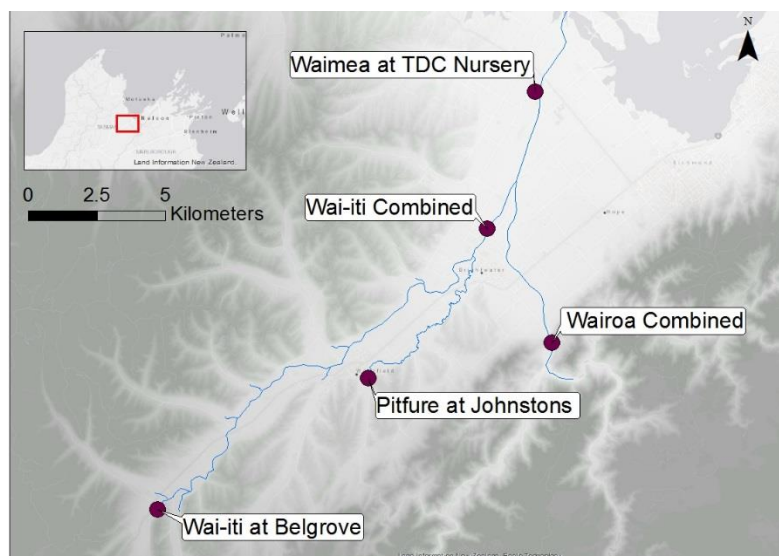 N
Waimea at TDC Nursery
Land Information New Zealand.
0 2.5 5
Kilometers
Wai-iti Combined
Richmond
Hope
Brightwater
Wairoa Combined
Pitfure at Johnstons
Wai-iti at Belgrove